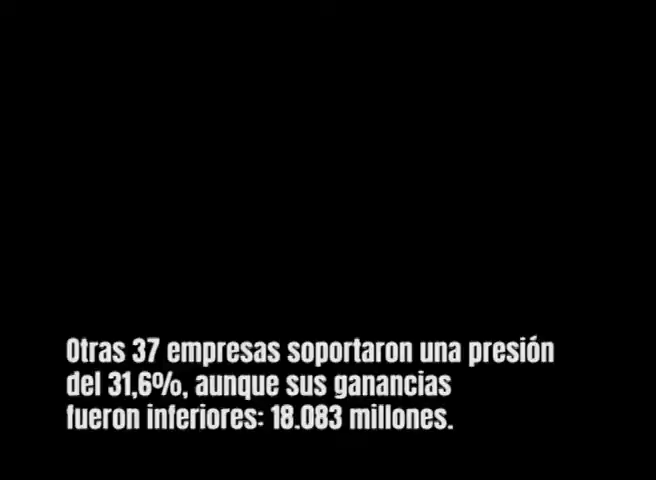 Otras 37 empresas soportaron una presión
del 31,6%, aunque sus ganancias
fueron inferiores: 18.083 millones.